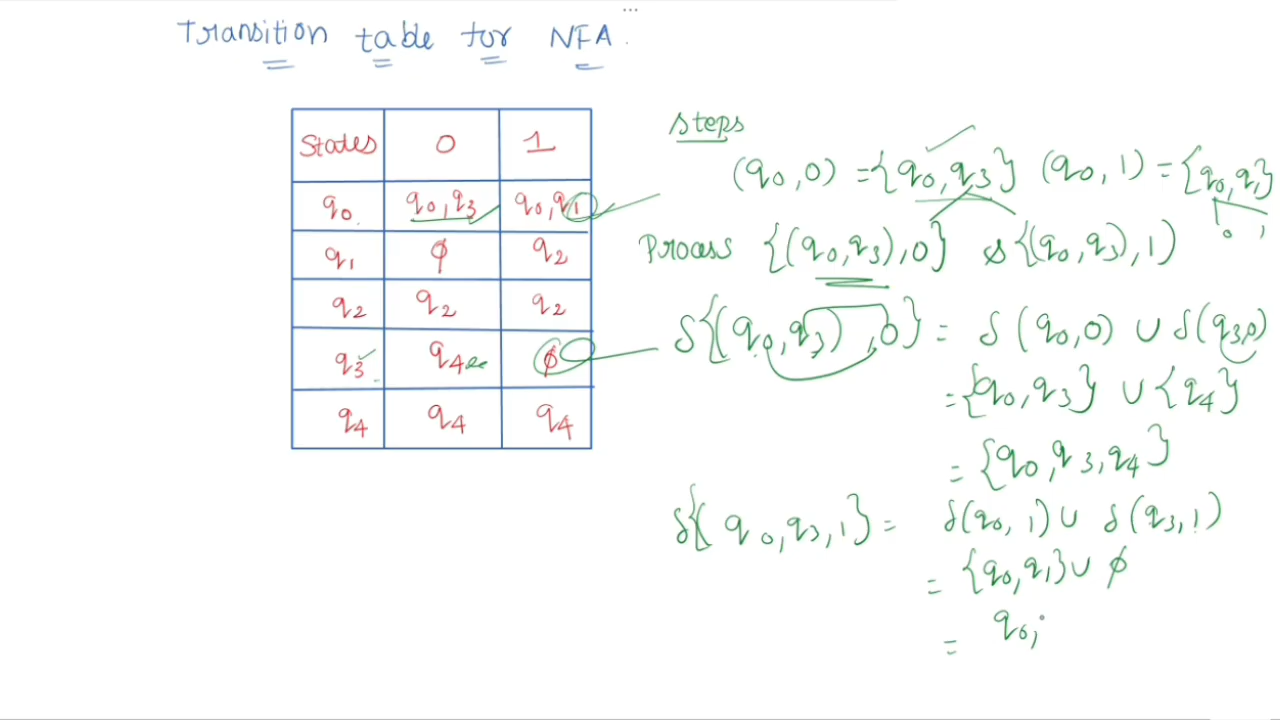 Transition table for NFA.
States 0 1
q0 q0,q3 q0,q1
q1 ϕ q2
q2 q2 q2
q3 q4 ϕ
q4 q4 q4
steps
(q0,0) = {q0,q3} (q0,1) = {q0,q1}
0 1
Process {(q0,q3),0} & {(q0,q3),1)
δ{(q0,q3),0} = δ(q0,0) ∪ δ(q3,0)
= {q0,q3} ∪ {q4}
= {q0,q3,q4}
δ{(q0,q3,1} = δ(q0,1) ∪ δ(q3,1)
= {q0,q1} ∪ ϕ
= q0,